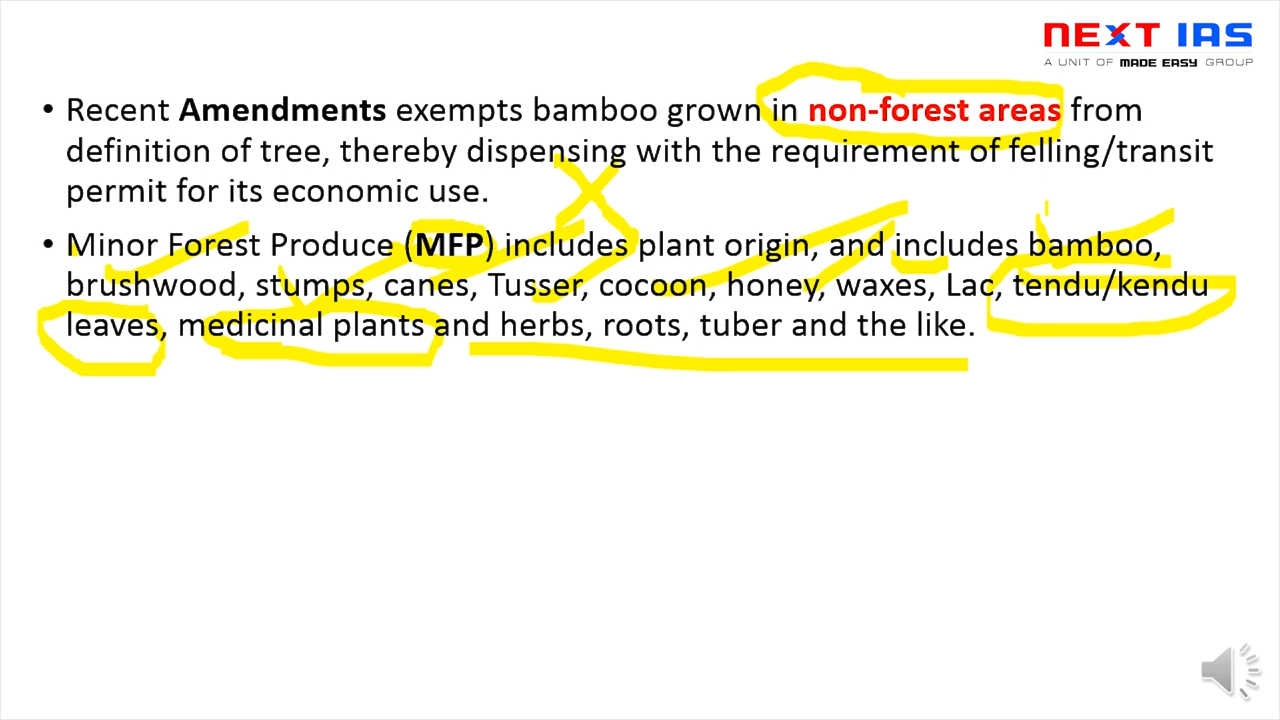 NEXT IAS
A UNIT OF MADE EASY GROUP
• Recent Amendments exempts bamboo grown in non-forest areas from
definition of tree, thereby dispensing with the requirement of felling/transit
permit for its economic use.
• Minor Forest Produce (MFP) includes plant origin, and includes bamboo,
brushwood, stumps, canes, Tusser, cocoon, honey, waxes, Lac, tendu/kendu
leaves, medicinal plants and herbs, roots, tuber and the like.